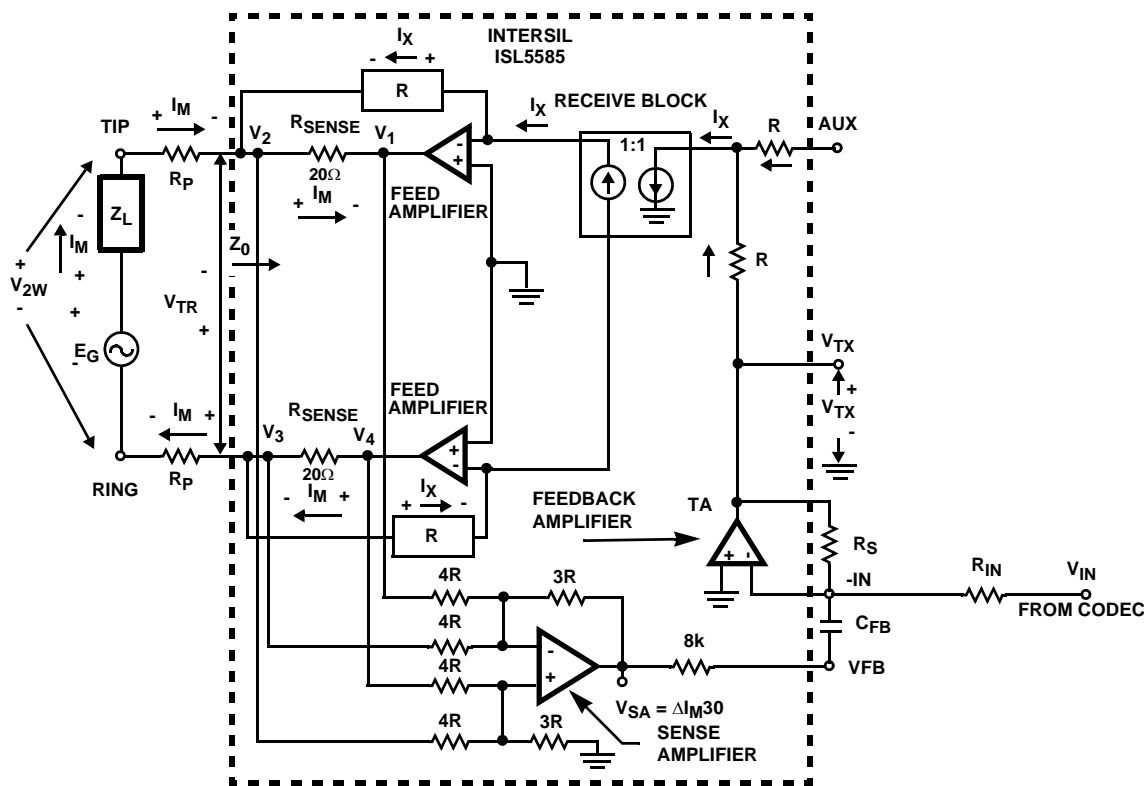 INTERSIL
ISL5585
I_X
- +
R
RECEIVE BLOCK
I_X
I_X
1:1
R
AUX
TIP
+ I_M -
R_P
V_2
R_SENSE
20Ω
+ I_M -
V_1
-
+
FEED
AMPLIFIER
Z_L
-
I_M
+
+
V_2W
-
+
+
E_G
-
Z_0
-
V_TR
+
R
V_TX
+
V_TX
-
FEED
AMPLIFIER
- I_M +
R_P
RING
V_3
R_SENSE
20Ω
- I_M +
V_4
+
-
I_X
+ -
R
FEEDBACK
AMPLIFIER
TA
+ -
R_S
-IN
R_IN
V_IN
FROM CODEC
C_FB
VFB
8k
4R
3R
4R
4R
4R
3R
-
+
V_SA = ΔI_M30
SENSE
AMPLIFIER